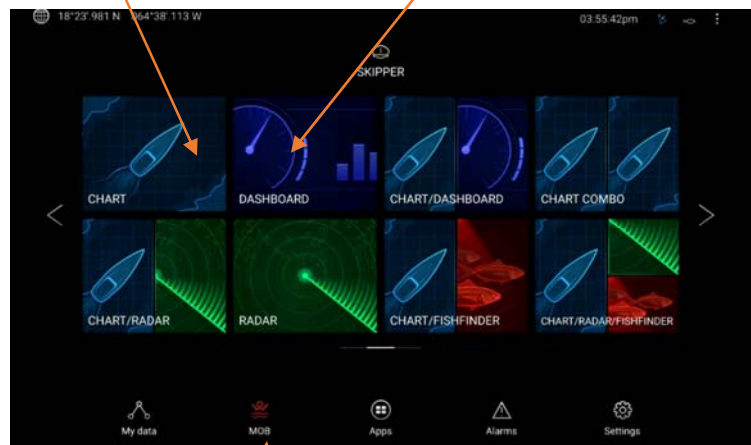 18°23'.981 N 064°38'.113 W 03:55:42pm
SKIPPER
CHART DASHBOARD CHART/DASHBOARD CHART COMBO
CHART/RADAR RADAR CHART/FISHFINDER CHART/RADAR/FISHFINDER
My data MOB Apps Alarms Settings